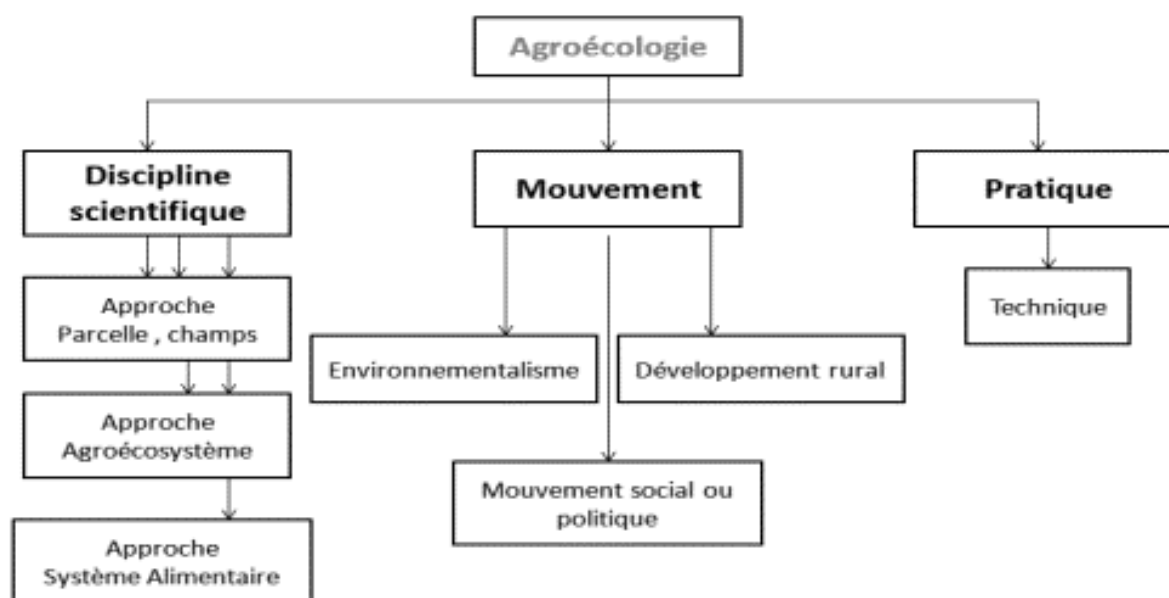 Agroécologie
Discipline
scientifique
Mouvement
Pratique
Approche
Parcelle , champs
Technique
Environnementalisme
Développement rural
Approche
Agroécosystème
Mouvement social ou
politique
Approche
Système Alimentaire